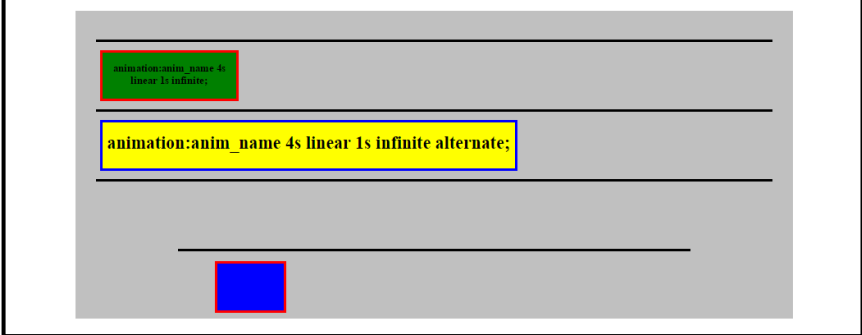 animation:anim_name 4s
linear 1s infinite;
animation:anim_name 4s linear 1s infinite alternate;